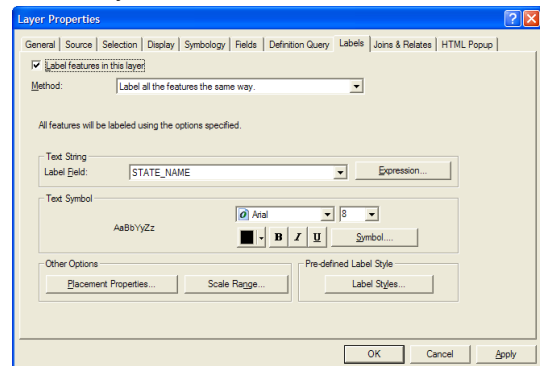 Layer Properties
General Source Selection Display Symbology Fields Definition Query Labels Joins & Relates HTML Popup
Label features in this layer
Method: Label all the features the same way.
All features will be labeled using the options specified.
Text String
Label Field: STATE_NAME Expression...
Text Symbol
AaBbYyZz
Arial 8
B I U Symbol...
Other Options Pre-defined Label Style
Placement Properties... Scale Range... Label Styles...
OK Cancel Apply